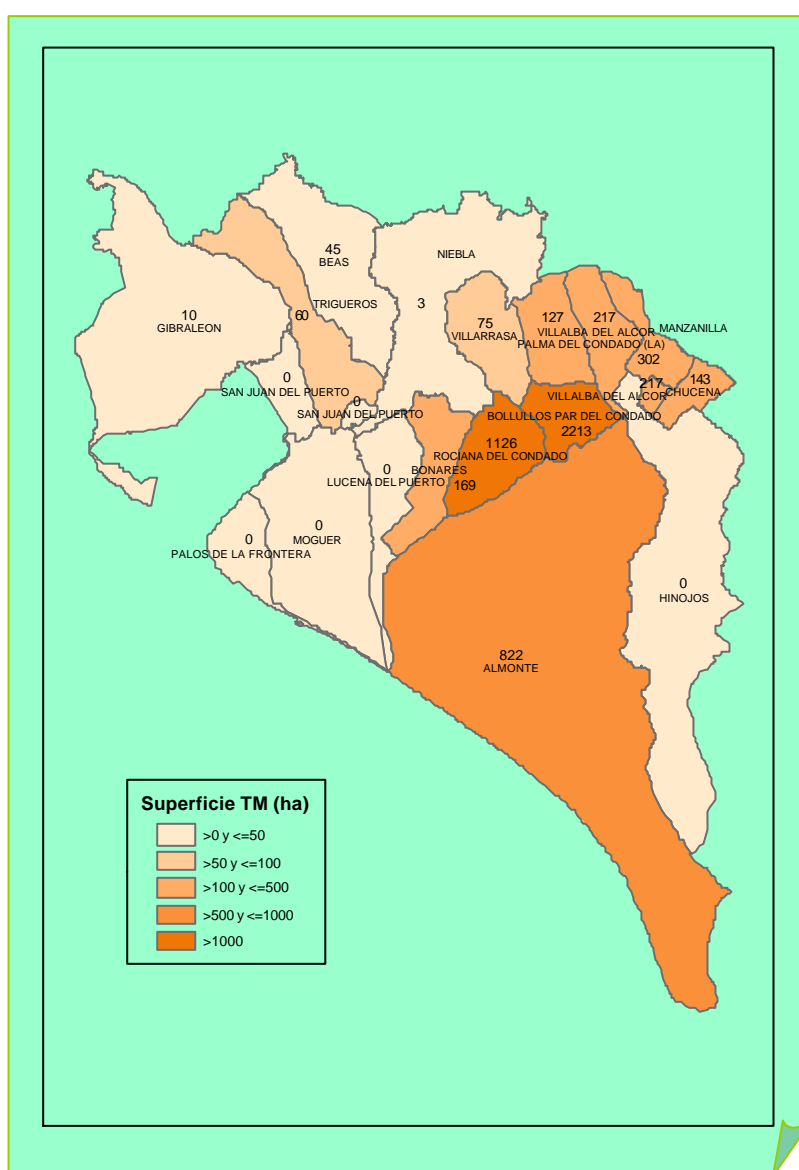 45
BEAS
NIEBLA
10
GIBRALEON
TRIGUEROS
60
3
75
VILLARRASA
127
217
VILLALBA DEL ALCOR
MANZANILLA
PALMA DEL CONDADO (LA)
302
0
SAN JUAN DEL PUERTO
217
143
CHUCENA
VILLALBA DEL ALCOR
0
SAN JUAN DEL PUERTO
BOLLULLOS PAR DEL CONDADO
2213
1126
ROCIANA DEL CONDADO
0
LUCENA DEL PUERTO
BONARES
169
0
MOGUER
0
PALOS DE LA FRONTERA
0
HINOJOS
822
ALMONTE
Superficie TM (ha)
>0 y <=50
>50 y <=100
>100 y <=500
>500 y <=1000
>1000